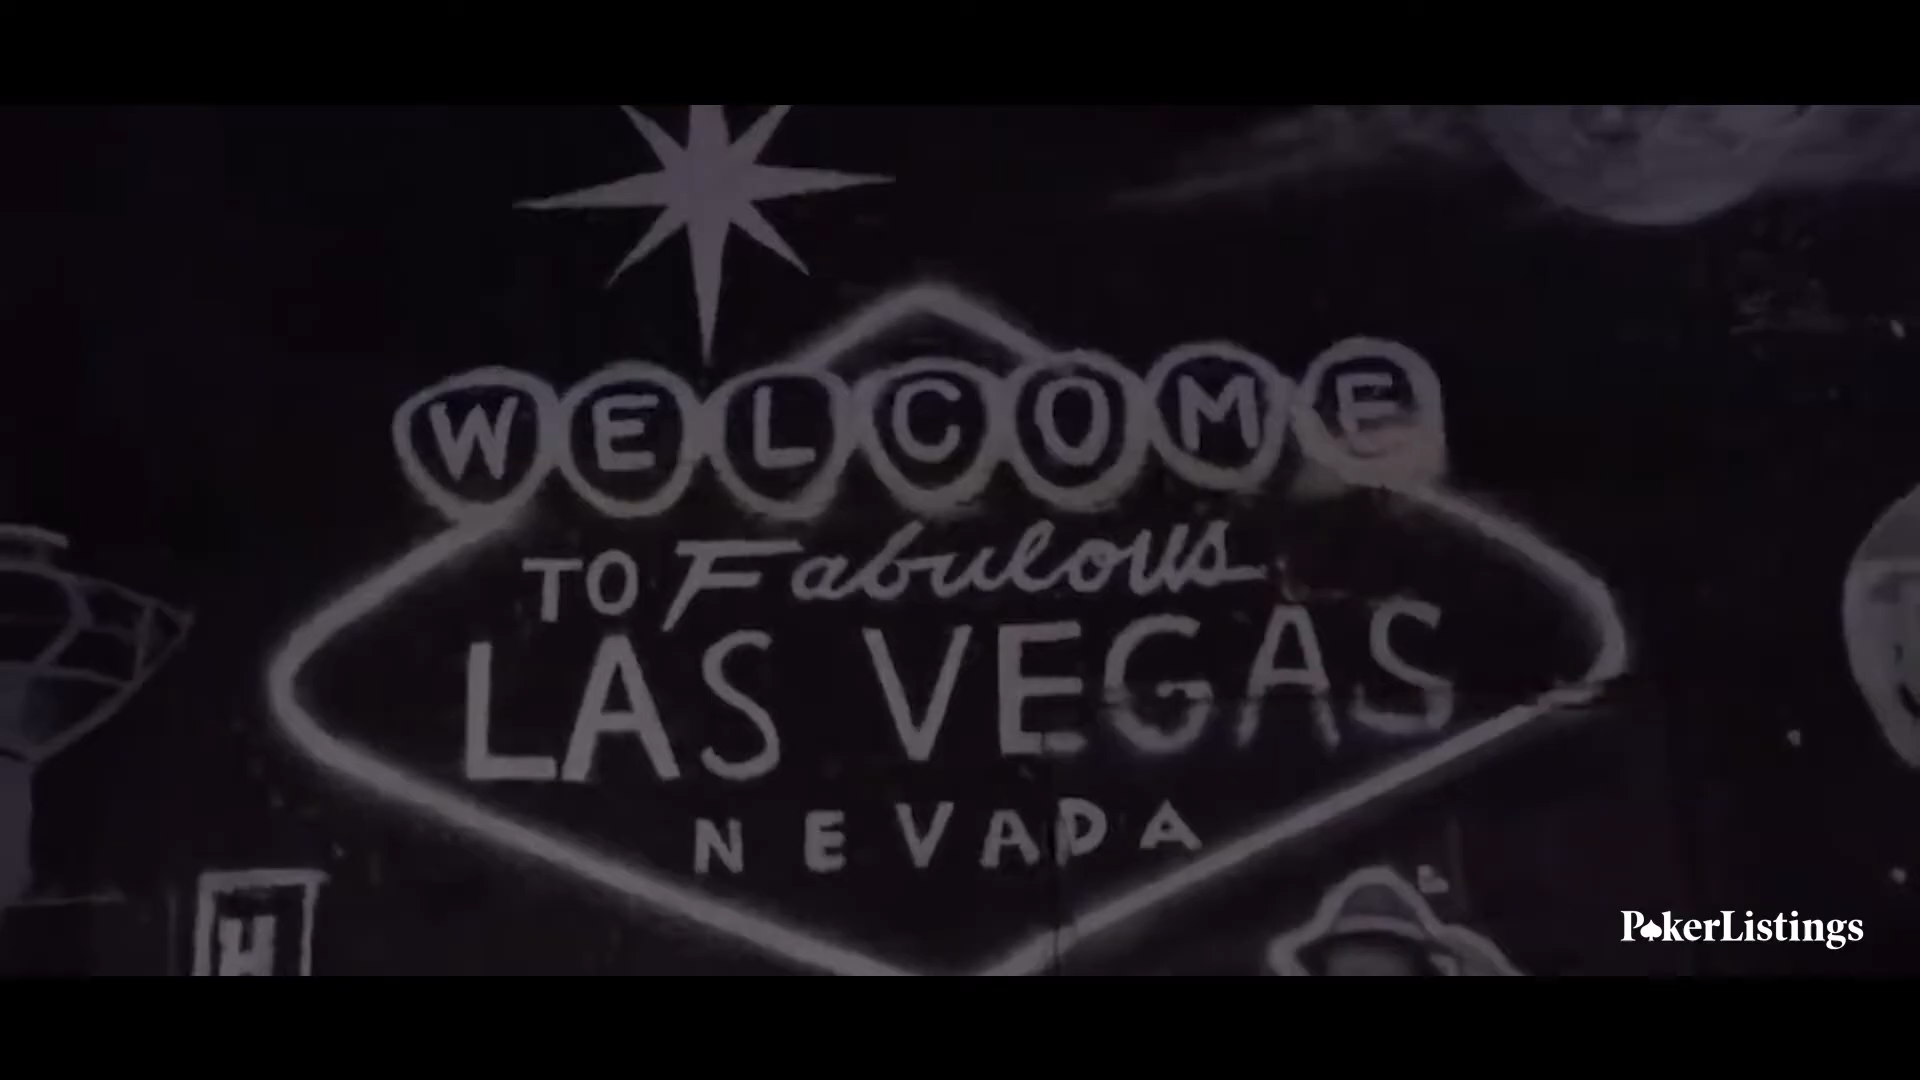 WELCOME
TO Fabulous
LAS VEGAS
NEVADA
H
PokerListings